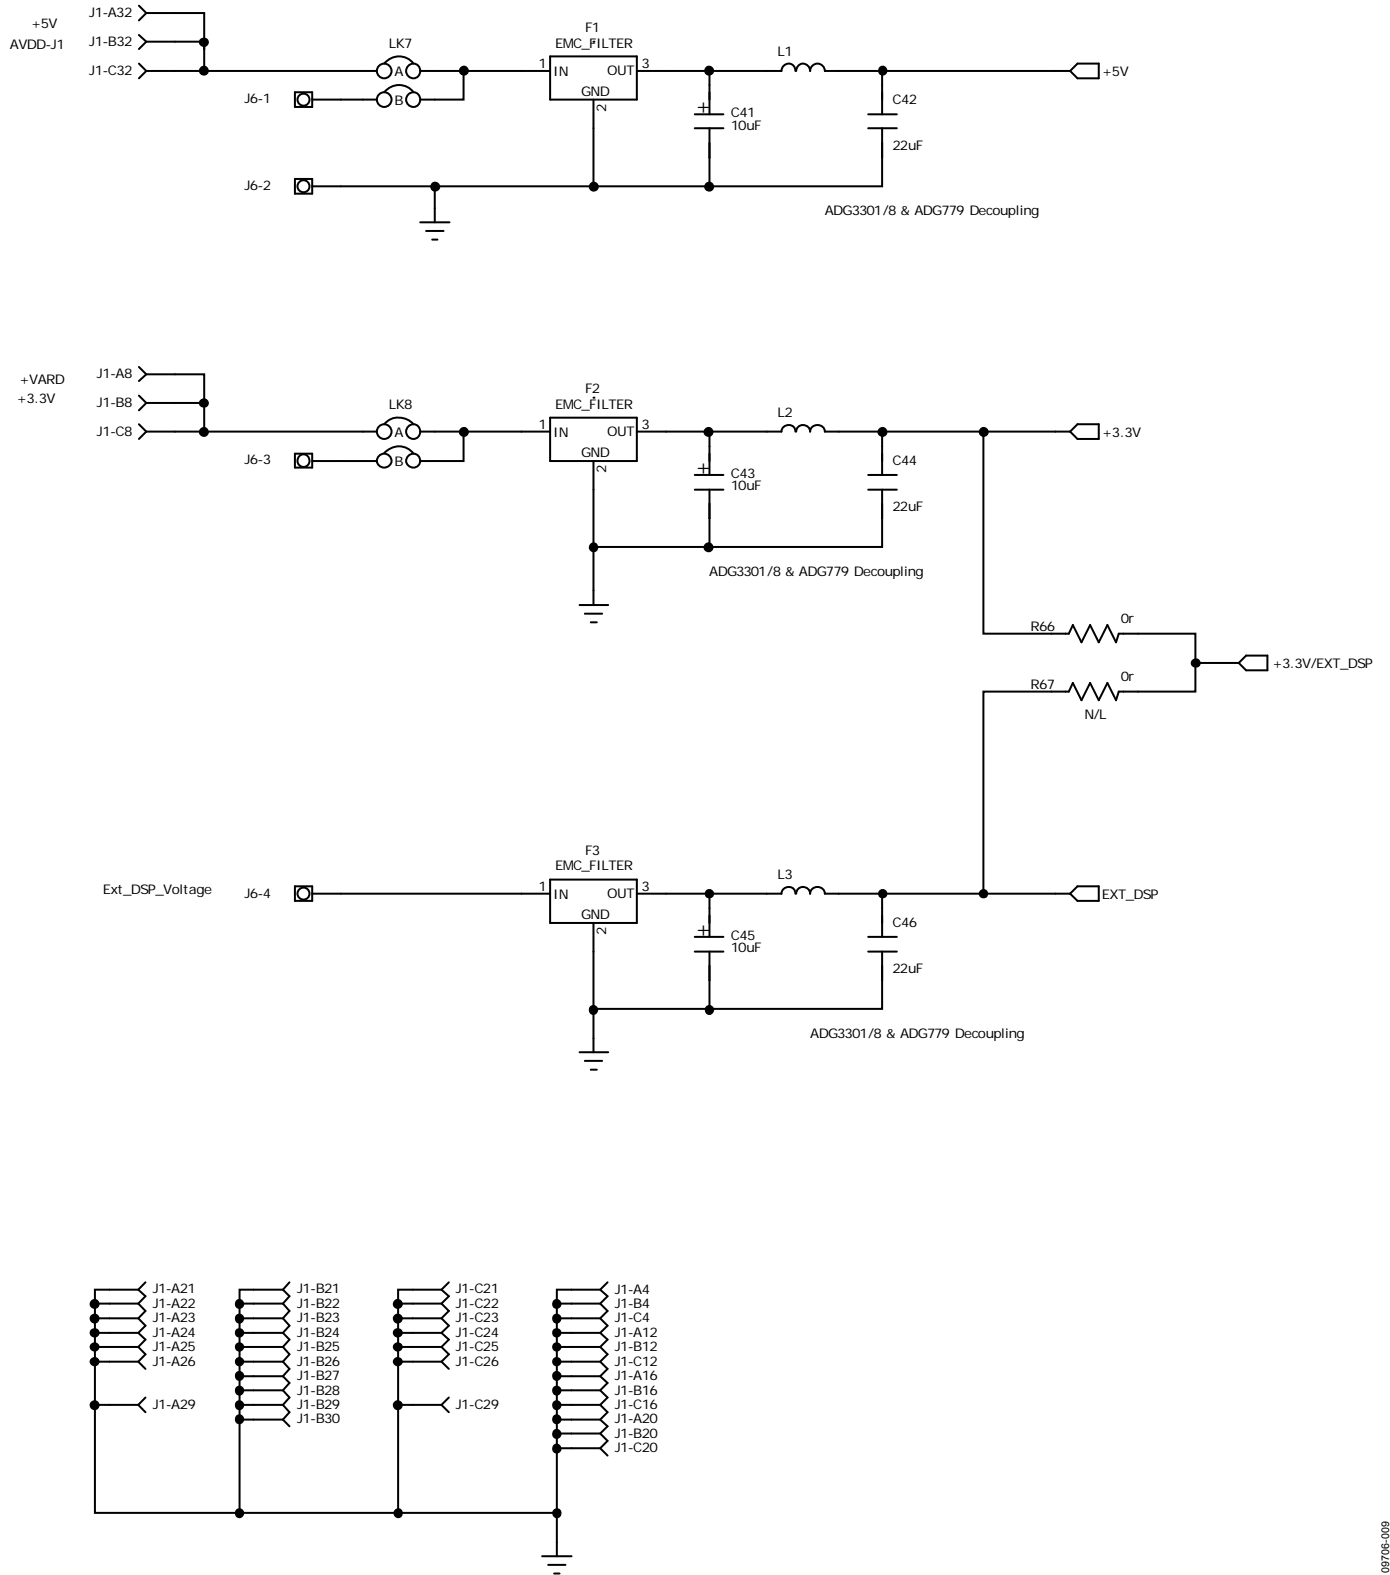 +5V
AVDD-J1
J1-A32
J1-B32
J1-C32
J6-1
J6-2
LK7
A
B
F1
EMC_FILTER
1
IN
OUT
3
GND
2
+
C41
10uF
L1
C42
22uF
+5V
ADG3301/8 & ADG779 Decoupling
+VARD
+3.3V
J1-A8
J1-B8
J1-C8
J6-3
LK8
A
B
F2
EMC_FILTER
1
IN
OUT
3
GND
2
+
C43
10uF
L2
C44
22uF
+3.3V
ADG3301/8 & ADG779 Decoupling
R66
0r
R67
0r
N/L
+3.3V/EXT_DSP
Ext_DSP_Voltage
J6-4
F3
EMC_FILTER
1
IN
OUT
3
GND
2
+
C45
10uF
L3
C46
22uF
EXT_DSP
ADG3301/8 & ADG779 Decoupling
J1-A21
J1-A22
J1-A23
J1-A24
J1-A25
J1-A26
J1-A29
J1-B21
J1-B22
J1-B23
J1-B24
J1-B25
J1-B26
J1-B27
J1-B28
J1-B29
J1-B30
J1-C21
J1-C22
J1-C23
J1-C24
J1-C25
J1-C26
J1-C29
J1-A4
J1-B4
J1-C4
J1-A12
J1-B12
J1-C12
J1-A16
J1-B16
J1-C16
J1-A20
J1-B20
J1-C20
09706-009